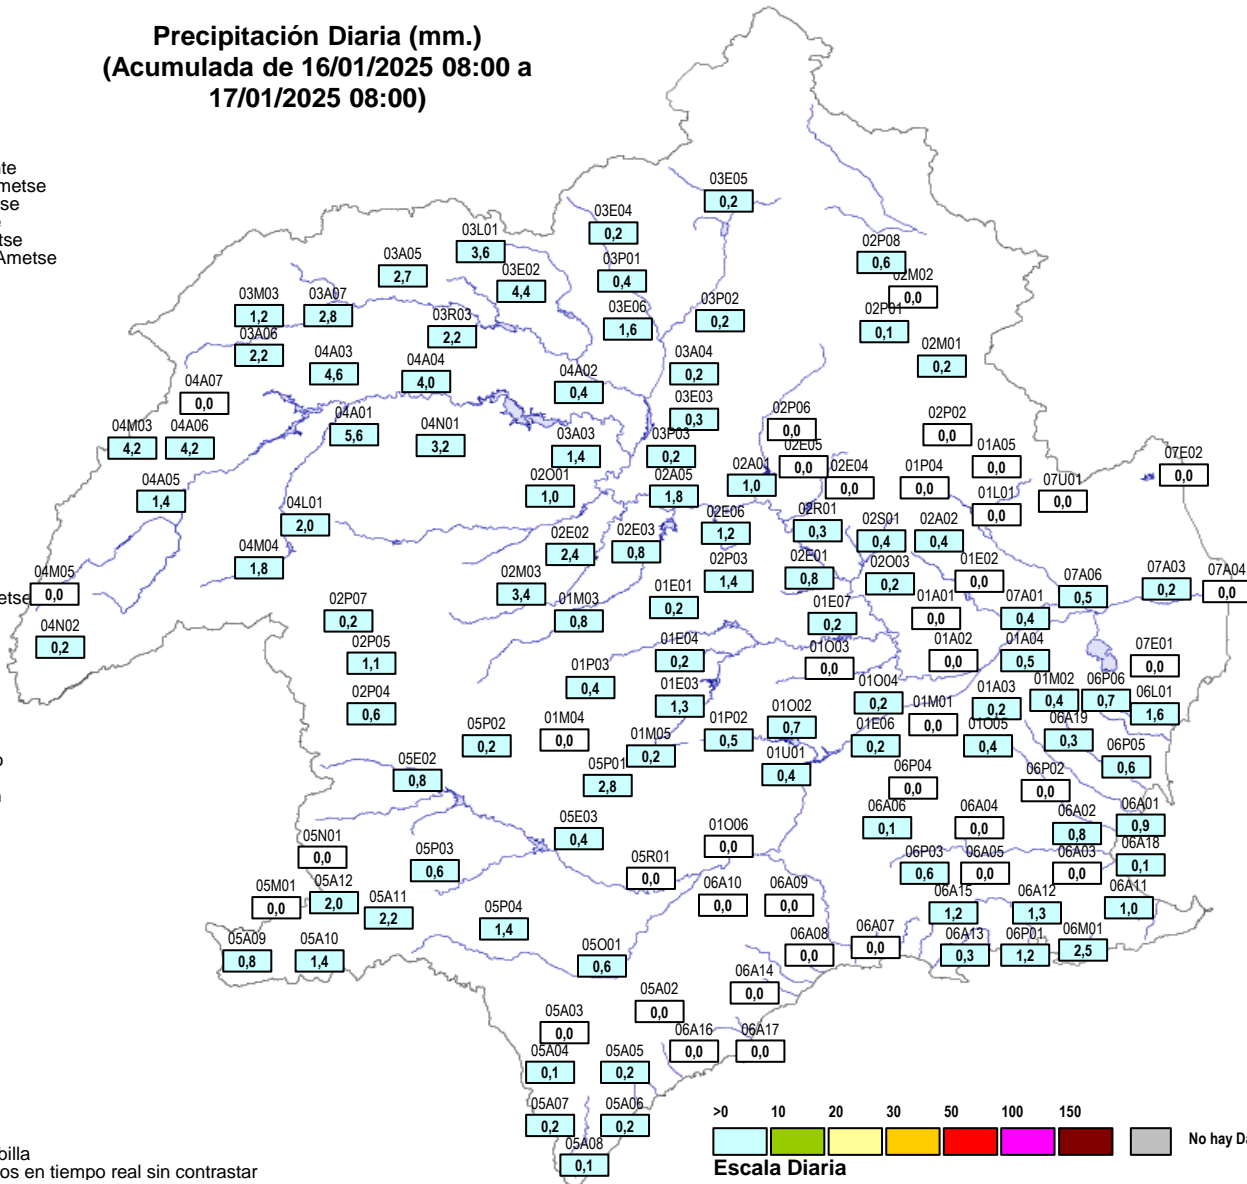 Precipitación Diaria (mm.)
(Acumulada de 16/01/2025 08:00 a
17/01/2025 08:00)
nte
metse
tse
e
tse
Ametse
03E05
0,2
03E04
0,2
03L01
3,6
02P08
0,6
03A05
2,7
03P01
0,4
03E02
4,4
02M02
0,0
03M03
1,2
03A07
2,8
03P02
0,2
03E06
1,6
02P01
0,1
03R03
2,2
03A06
2,2
02M01
0,2
04A03
4,6
04A04
4,0
03A04
0,2
04A02
0,4
04A07
0,0
03E03
0,3
04A01
5,6
02P06
0,0
02P02
0,0
04M03
4,2
04A06
4,2
04N01
3,2
03A03
1,4
03P03
0,2
02E05
0,0
01A05
0,0
07E02
0,0
02A01
1,0
02E04
0,0
01P04
0,0
07U01
0,0
04A05
1,4
02O01
1,0
02A05
1,8
01L01
0,0
04L01
2,0
02E06
1,2
02R01
0,3
02S01
0,4
02A02
0,4
02E02
2,4
02E03
0,8
04M04
1,8
02P03
1,4
02E01
0,8
02O03
0,2
01E02
0,0
07A03
0,2
07A04
0,0
04M05
0,0
etse
02M03
3,4
01E01
0,2
07A06
0,5
02P07
0,2
01M03
0,8
01E07
0,2
01A01
0,0
07A01
0,4
04N02
0,2
02P05
1,1
01E04
0,2
01O03
0,0
01A02
0,0
01A04
0,5
07E01
0,0
01P03
0,4
01E03
1,3
01O04
0,2
01A03
0,2
01M02
0,4
06P06
0,7
06L01
1,6
02P04
0,6
01M01
0,0
05P02
0,2
01M04
0,0
01M05
0,2
01P02
0,5
01O02
0,7
01E06
0,2
01O05
0,4
06A19
0,3
05E02
0,8
05P01
2,8
01U01
0,4
06P04
0,0
06P02
0,0
06P05
0,6
05E03
0,4
06A06
0,1
06A04
0,0
06A02
0,8
06A01
0,9
05N01
0,0
05P03
0,6
01O06
0,0
05R01
0,0
06P03
0,6
06A05
0,0
06A03
0,0
06A18
0,1
05M01
0,0
05A12
2,0
05A11
2,2
06A10
0,0
06A09
0,0
06A15
1,2
06A12
1,3
06A11
1,0
05P04
1,4
05A09
0,8
05A10
1,4
05O01
0,6
06A08
0,0
06A07
0,0
06A13
0,3
06P01
1,2
06M01
2,5
06A14
0,0
05A02
0,0
05A03
0,0
06A16
0,0
06A17
0,0
05A04
0,1
05A05
0,2
05A07
0,2
05A06
0,2
05A08
0,1
>0 10 20 30 50 100 150
No hay Da
Escala Diaria
billa
os en tiempo real sin contrastar